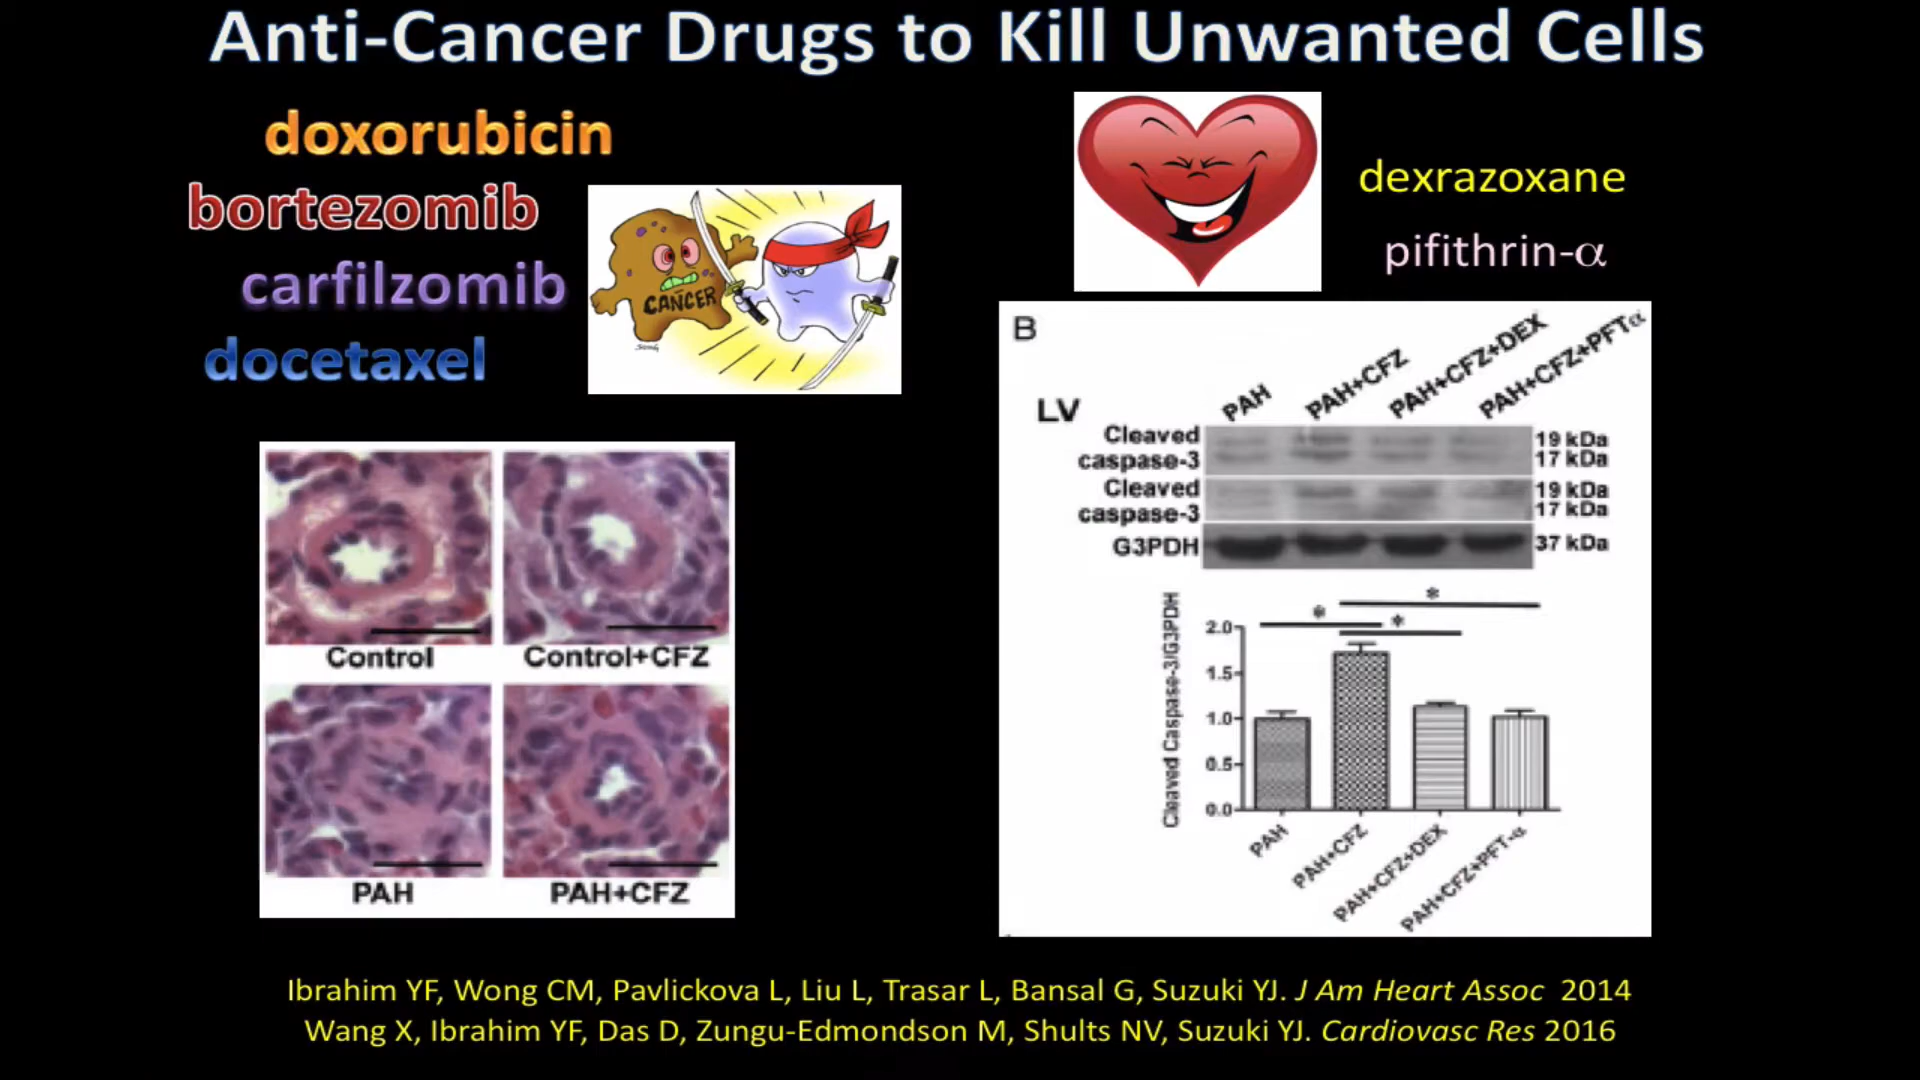 Anti-Cancer Drugs to Kill Unwanted Cells
doxorubicin
bortezomib
carfilzomib
docetaxel
CANCER
dexrazoxane
pifithrin-α
Control
Control+CFZ
PAH
PAH+CFZ
B
LV
PAH
PAH+CFZ
PAH+CFZ+DEX
PAH+CFZ+PFTα
Cleaved
caspase-3
19 kDa
17 kDa
Cleaved
caspase-3
19 kDa
17 kDa
G3PDH
37 kDa
Cleaved Caspase-3/G3PDH
2.0
1.5
1.0
0.5
0.0
*
*
*
PAH
PAH+CFZ
PAH+CFZ+DEX
PAH+CFZ+PFT-α
Ibrahim YF, Wong CM, Pavlickova L, Liu L, Trasar L, Bansal G, Suzuki YJ. J Am Heart Assoc 2014
Wang X, Ibrahim YF, Das D, Zungu-Edmondson M, Shults NV, Suzuki YJ. Cardiovasc Res 2016